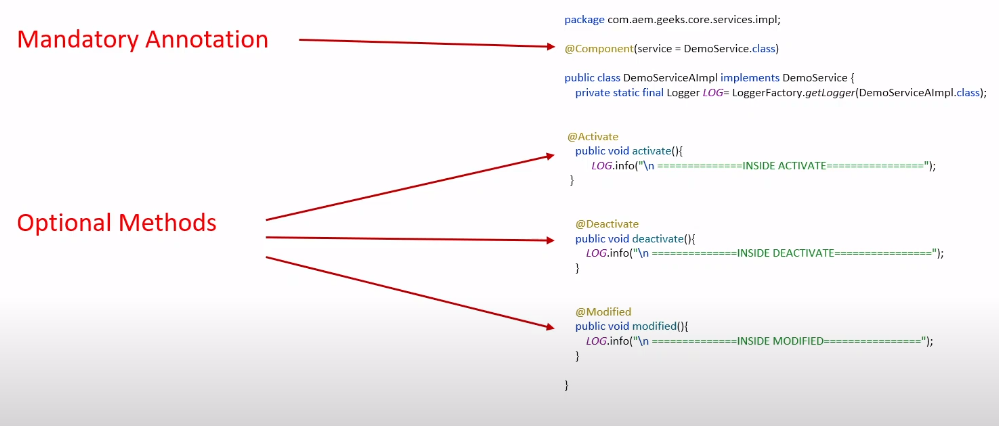 Mandatory Annotation
package com.aem.geeks.core.services.impl;
@Component(service = DemoService.class)
public class DemoServiceAImpl implements DemoService {
private static final Logger LOG= LoggerFactory.getLogger(DemoServiceAImpl.class);
@Activate
public void activate(){
LOG.info("\n ==============INSIDE ACTIVATE================");
}
Optional Methods
@Deactivate
public void deactivate(){
LOG.info("\n ==============INSIDE DEACTIVATE================");
}
@Modified
public void modified(){
LOG.info("\n ==============INSIDE MODIFIED================");
}
}